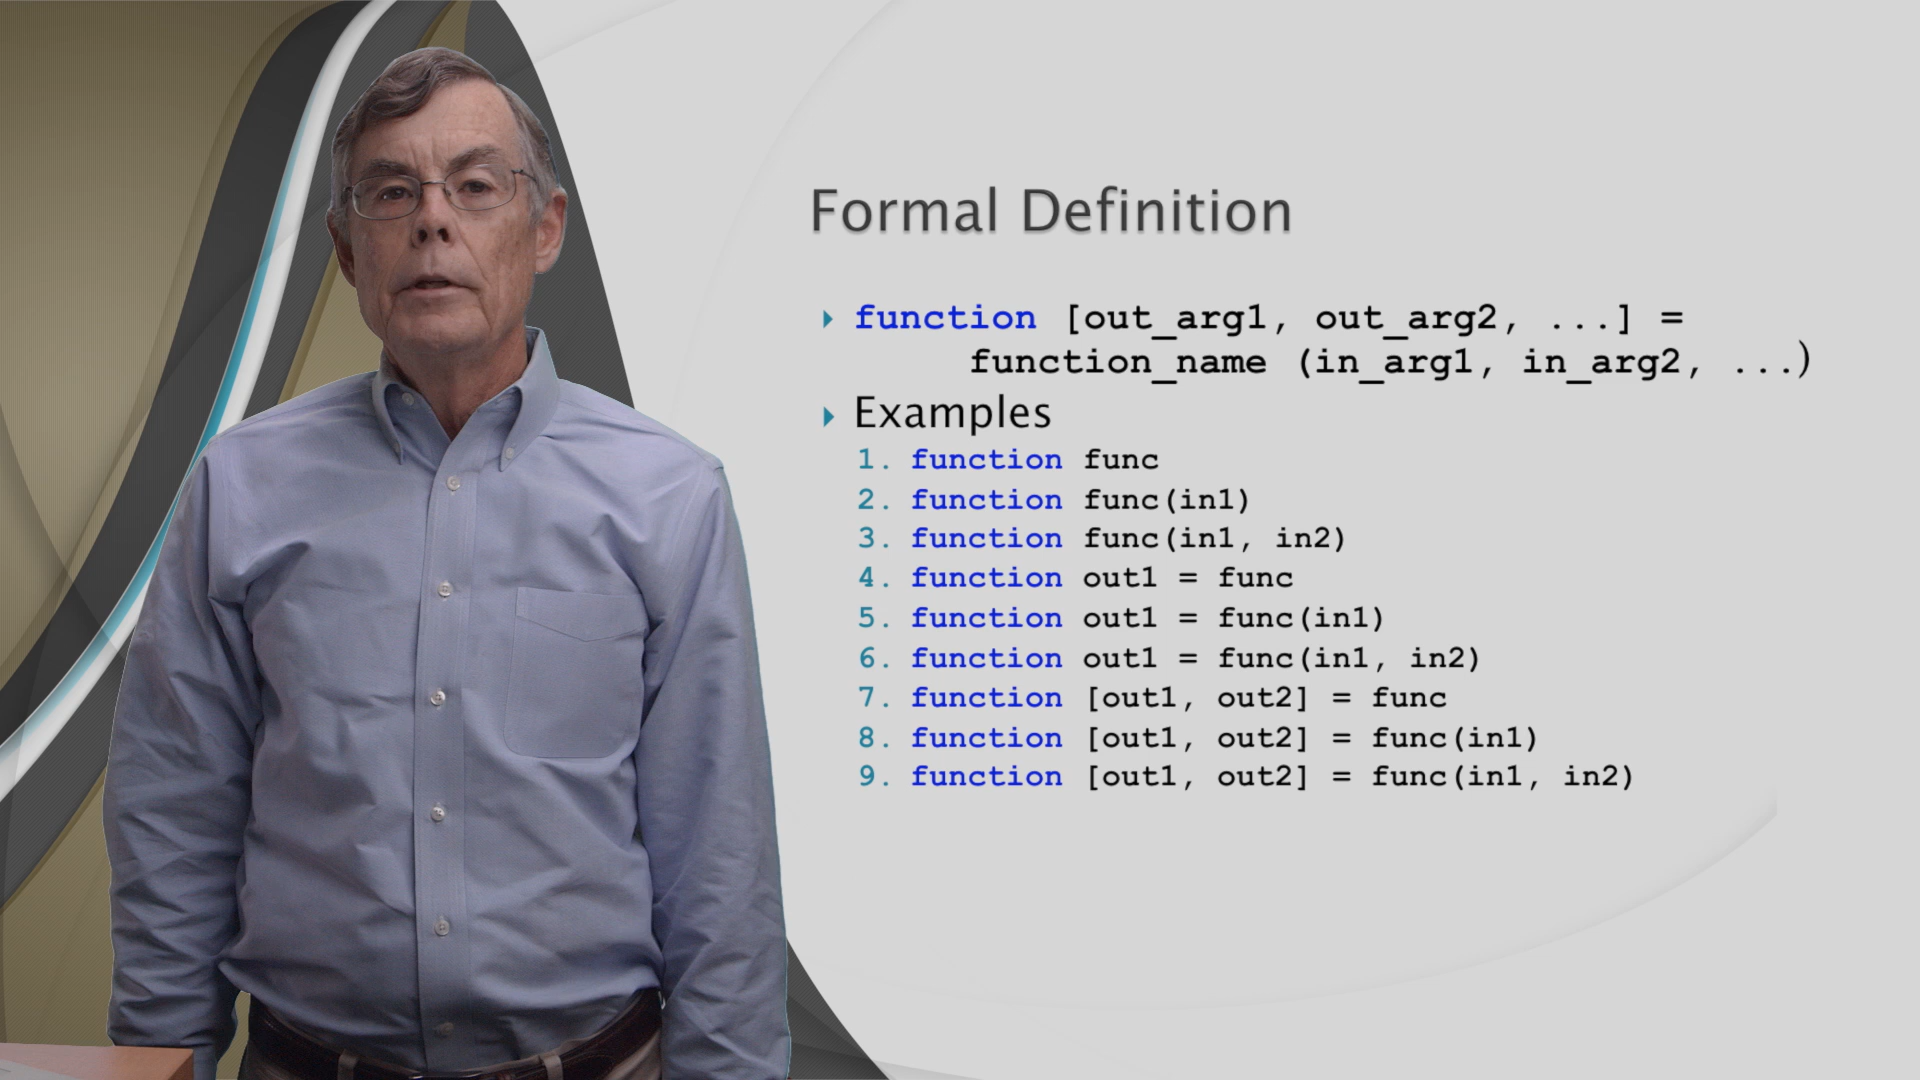 Formal Definition
function [out_arg1, out_arg2, ...] =
function_name (in_arg1, in_arg2, ...)
Examples
1. function func
2. function func(in1)
3. function func(in1, in2)
4. function out1 = func
5. function out1 = func(in1)
6. function out1 = func(in1, in2)
7. function [out1, out2] = func
8. function [out1, out2] = func(in1)
9. function [out1, out2] = func(in1, in2)